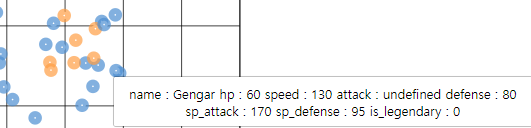 name : Gengar hp : 60 speed : 130 attack : undefined defense : 80
sp_attack : 170 sp_defense : 95 is_legendary : 0